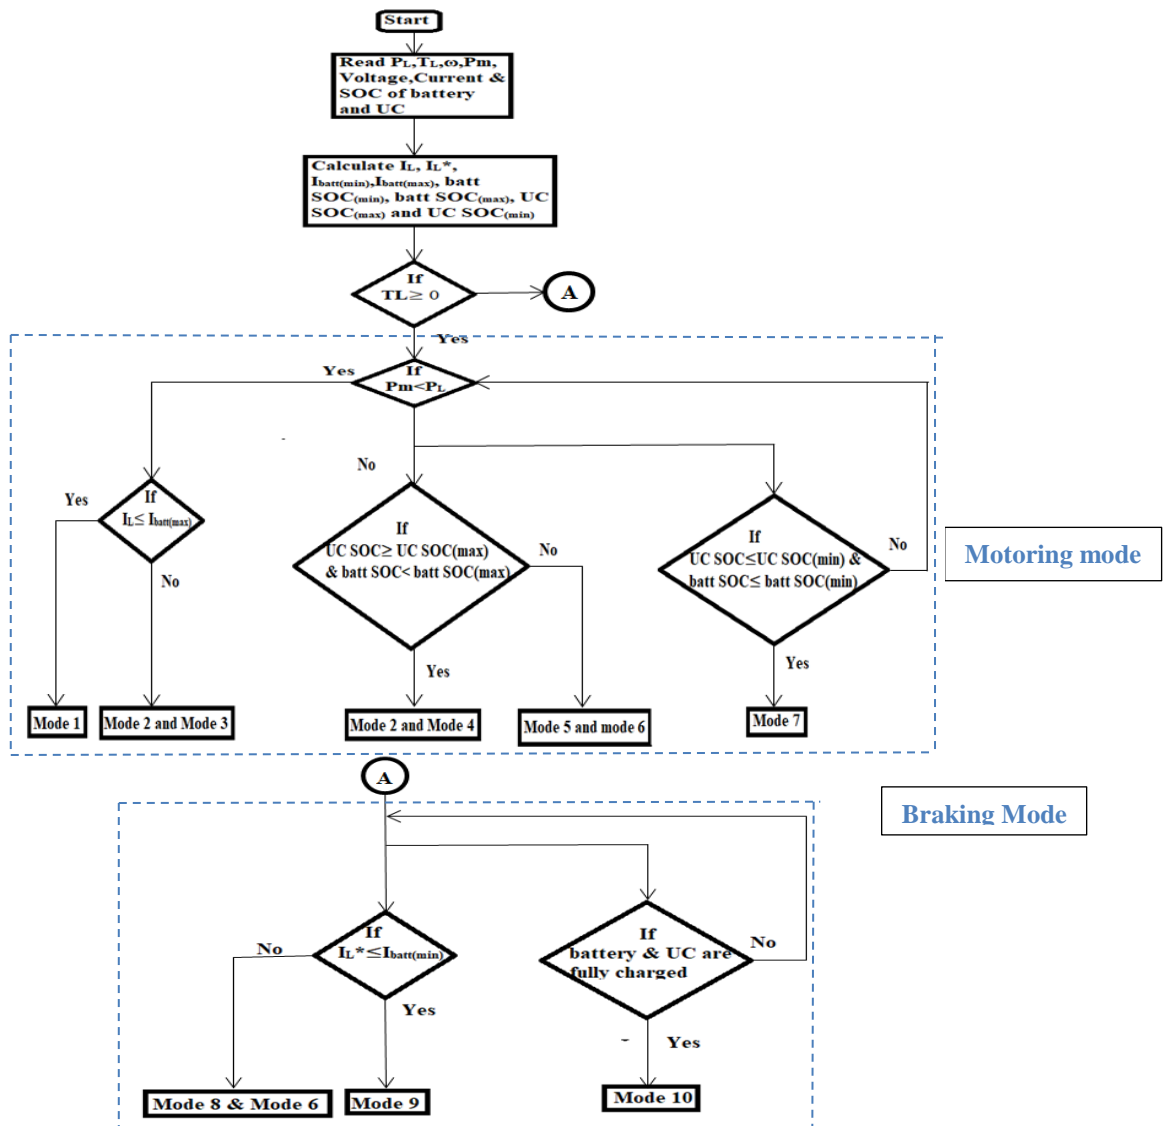 Start
Read PL,TL,ω,Pm,
Voltage,Current &
SOC of battery
and UC
Calculate IL, IL*,
Ibatt(min),Ibatt(max), batt
SOC(min), batt SOC(max), UC
SOC(max) and UC SOC(min)
If
TL≥ 0
A
Yes
If
Pm<PL
Yes
No
If
IL≤ Ibatt(max)
Yes
No
If
UC SOC≥ UC SOC(max)
& batt SOC< batt SOC(max)
No
Yes
If
UC SOC≤UC SOC(min) &
batt SOC≤ batt SOC(min)
No
Yes
Motoring mode
Mode 1
Mode 2 and Mode 3
Mode 2 and Mode 4
Mode 5 and mode 6
Mode 7
A
Braking Mode
If
IL*≤Ibatt(min)
No
Yes
If
battery & UC are
fully charged
No
Yes
Mode 8 & Mode 6
Mode 9
Mode 10